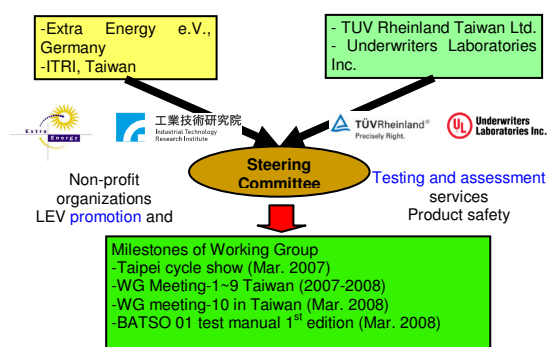 -Extra Energy e.V.,
Germany
-ITRI, Taiwan
- TUV Rheinland Taiwan Ltd.
- Underwriters Laboratories
Inc.
Extra
Energy
工業技術研究院
Industrial Technology
Research Institute
TÜVRheinland®
Precisely Right.
UL
Underwriters
Laboratories Inc.
Steering
Committee
Non-profit
organizations
LEV promotion and
Testing and assessment
services
Product safety
Milestones of Working Group
-Taipei cycle show (Mar. 2007)
-WG Meeting-1~9 Taiwan (2007-2008)
-WG meeting-10 in Taiwan (Mar. 2008)
-BATSO 01 test manual 1st edition (Mar. 2008)